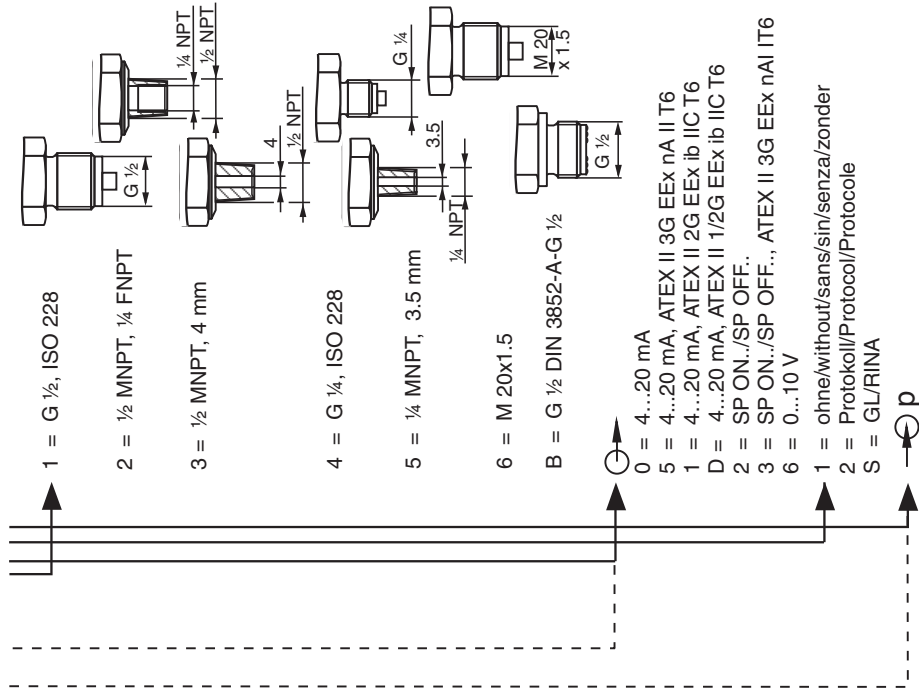 1 = G ½, ISO 228
G ½
2 = ½ MNPT, ¼ FNPT
¼ NPT
½ NPT
3 = ½ MNPT, 4 mm
4
½ NPT
4 = G ¼, ISO 228
G ¼
5 = ¼ MNPT, 3.5 mm
¼ NPT
3.5
6 = M 20x1.5
M 20
x 1.5
B = G ½ DIN 3852-A-G ½
G ½
0 = 4...20 mA
5 = 4...20 mA, ATEX II 3G EEx nA II T6
1 = 4...20 mA, ATEX II 2G EEx ib IIC T6
D = 4...20 mA, ATEX II 1/2G EEx ib IIC T6
2 = SP ON../SP OFF..
3 = SP ON../SP OFF.., ATEX II 3G EEx nAl IT6
6 = 0...10 V
1 = ohne/without/sans/sin/senza/zonder
2 = Protokoll/Protocol/Protocole
S = GL/RINA
p